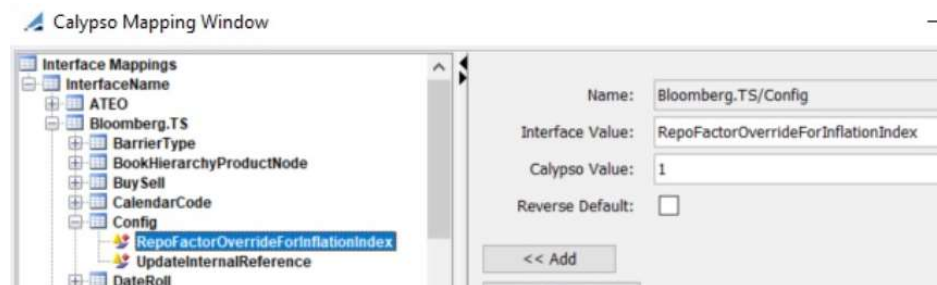 Calypso Mapping Window
Interface Mappings
InterfaceName
ATEO
Bloomberg.TS
BarrierType
BookHierarchyProductNode
BuySell
CalendarCode
Config
RepoFactorOverrideForInflationIndex
UpdateInternalReference
DateRoll
Name: Bloomberg.TS/Config
Interface Value: RepoFactorOverrideForInflationIndex
Calypso Value: 1
Reverse Default:
<< Add